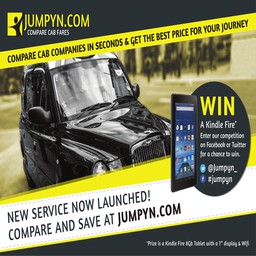 JUMPYN.COM
COMPARE CAB FARES
COMPARE CAB COMPANIES IN SECONDS & GET THE BEST PRICE FOR YOUR JOURNEY
WIN
A Kindle Fire*
Enter our competition
on Facebook or Twitter
for a chance to win.
@Jumpyn_
#jumpyn
NEW SERVICE NOW LAUNCHED!
COMPARE AND SAVE AT JUMPYN.COM
*Prize is a Kindle Fire 8Gb Tablet with a 7" display & Wifi